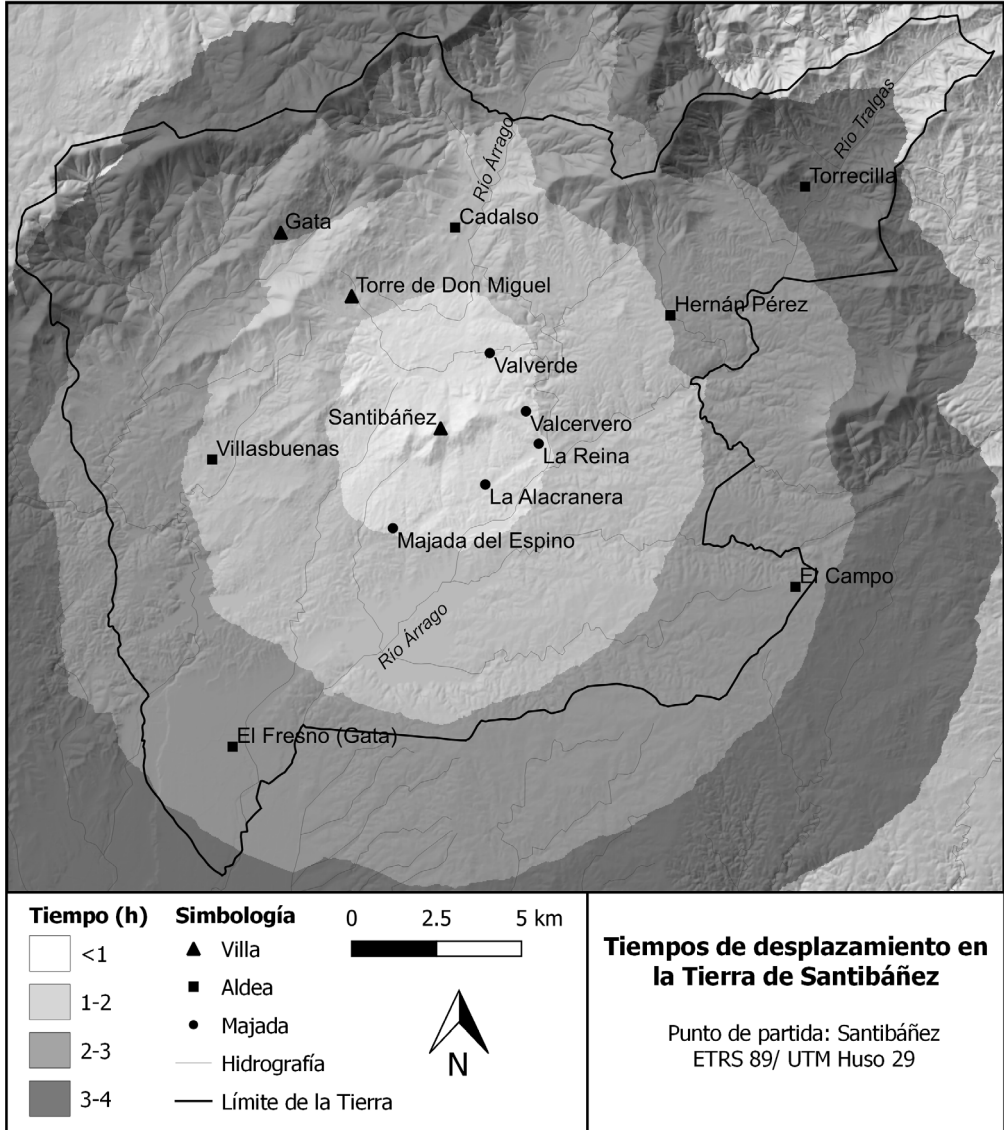 Río Árrago
Río Tralgas
Torrecilla
Gata
Cadalso
Torre de Don Miguel
Hernán Pérez
Valverde
Santibáñez
Valcervero
Villasbuenas
La Reina
La Alacranera
Majada del Espino
El Campo
Río Árrago
El Fresno (Gata)
Tiempo (h)
<1
1-2
2-3
3-4
Simbología
Villa
Aldea
Majada
Hidrografía
Límite de la Tierra
0 2.5 5 km
N
Tiempos de desplazamiento en
la Tierra de Santibáñez
Punto de partida: Santibáñez
ETRS 89/ UTM Huso 29